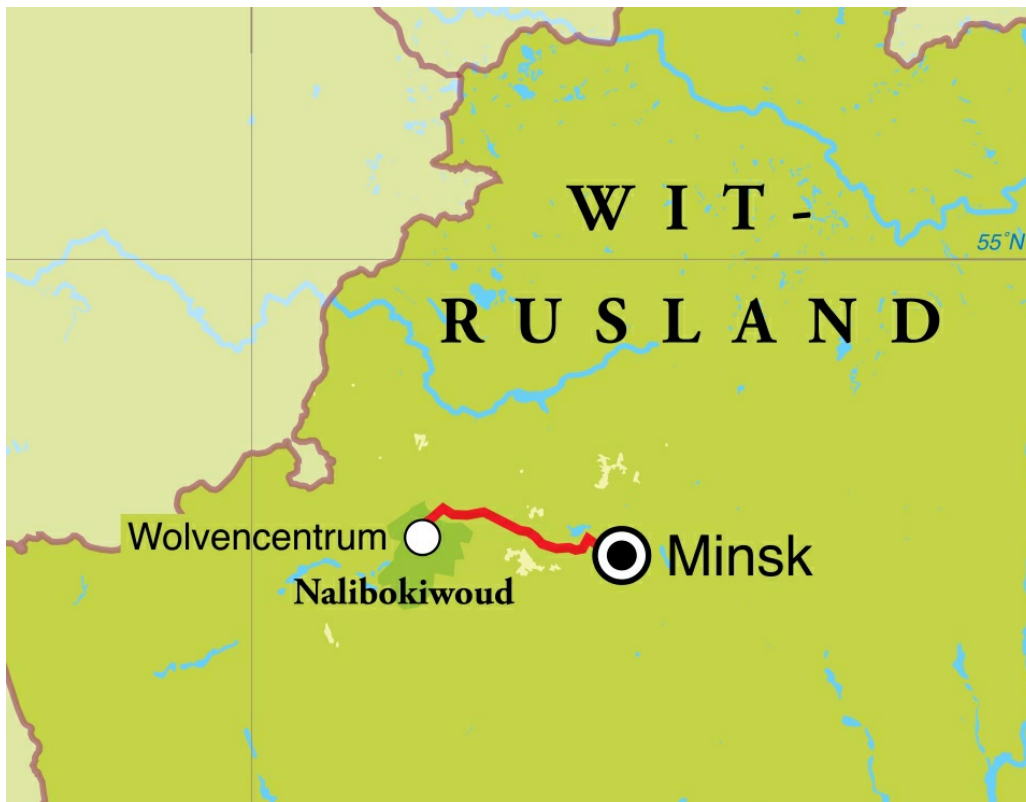 WIT-
55°N
RUSLAND
Wolvencentrum
Minsk
Nalibokiwoud